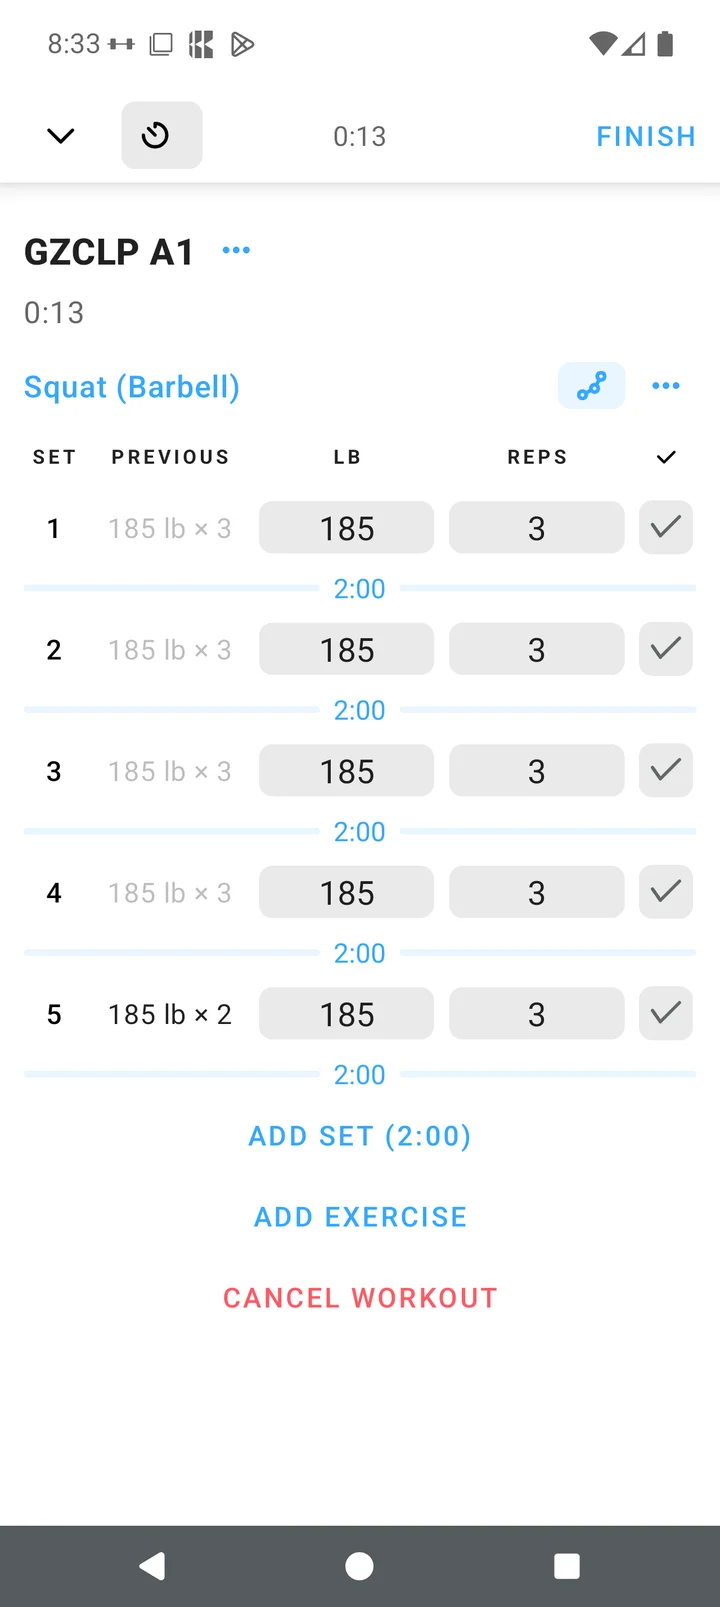 8:33
0:13 FINISH
GZCLP A1
0:13
Squat (Barbell)
SET PREVIOUS LB REPS
1 185 lb × 3 185 3
2:00
2 185 lb × 3 185 3
2:00
3 185 lb × 3 185 3
2:00
4 185 lb × 3 185 3
2:00
5 185 lb × 2 185 3
2:00
ADD SET (2:00)
ADD EXERCISE
CANCEL WORKOUT